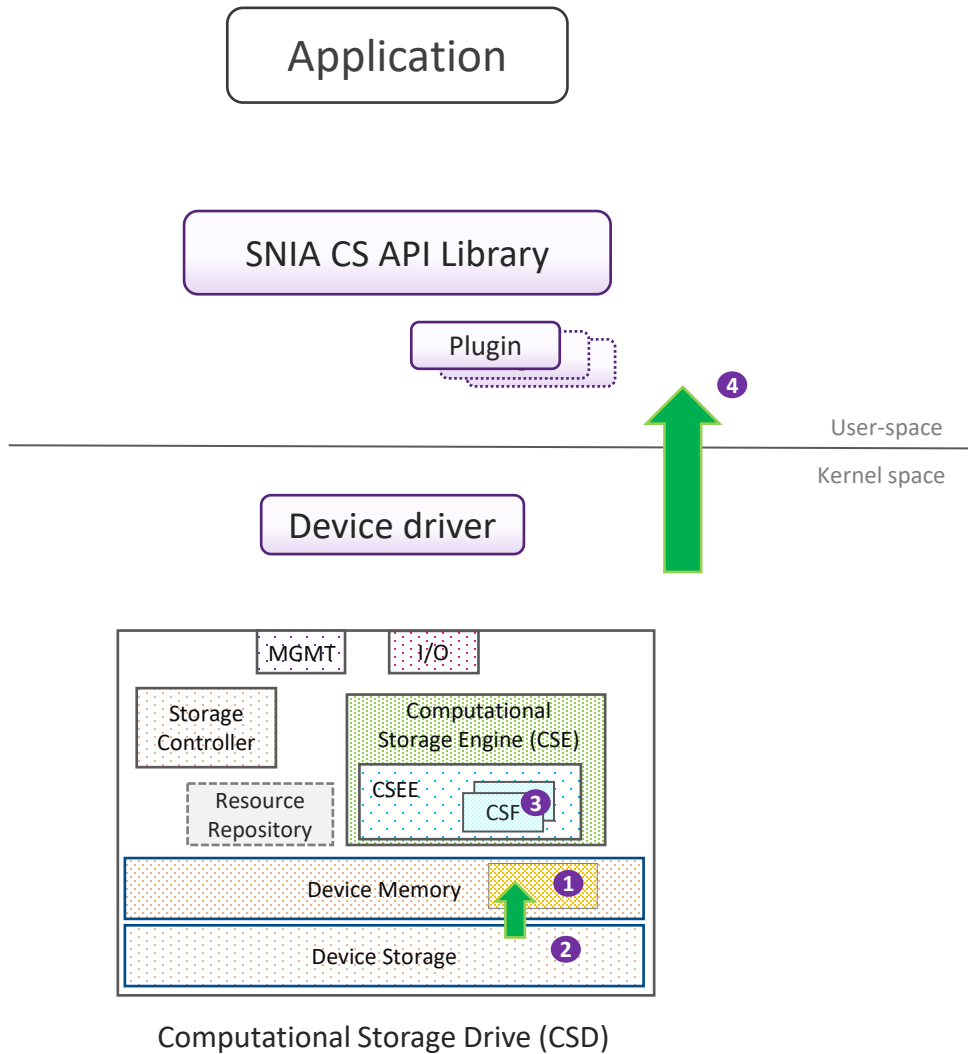 Application
SNIA CS API Library
Plugin
4
User-space
Kernel space
Device driver
MGMT
I/O
Storage
Controller
Computational
Storage Engine (CSE)
CSEE
CSF
3
Resource
Repository
Device Memory
1
Device Storage
2
Computational Storage Drive (CSD)